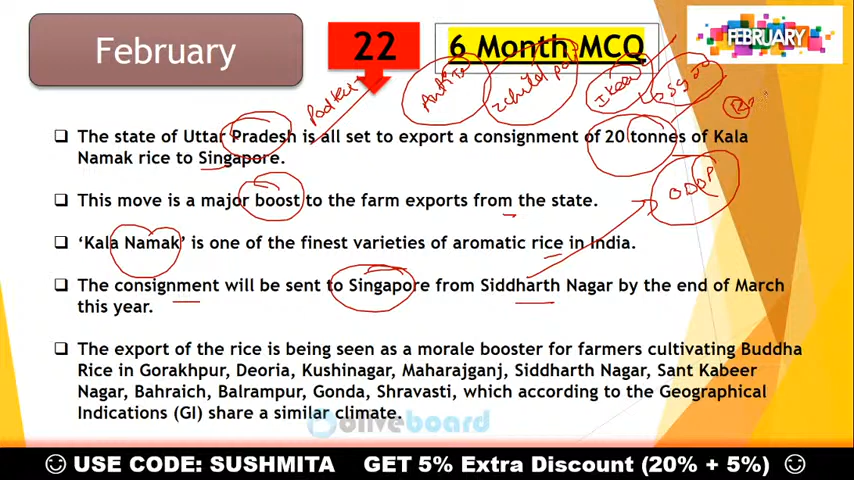 February
22
6 Month MCQ
FEBRUARY
ODOP
❑ The state of Uttar Pradesh is all set to export a consignment of 20 tonnes of Kala
Namak rice to Singapore.
❑ This move is a major boost to the farm exports from the state.
❑ ‘Kala Namak’ is one of the finest varieties of aromatic rice in India.
❑ The consignment will be sent to Singapore from Siddharth Nagar by the end of March
this year.
❑ The export of the rice is being seen as a morale booster for farmers cultivating Buddha
Rice in Gorakhpur, Deoria, Kushinagar, Maharajganj, Siddharth Nagar, Sant Kabeer
Nagar, Bahraich, Balrampur, Gonda, Shravasti, which according to the Geographical
Indications (GI) share a similar climate.
oliveboard
☺ USE CODE: SUSHMITA GET 5% Extra Discount (20% + 5%) ☺